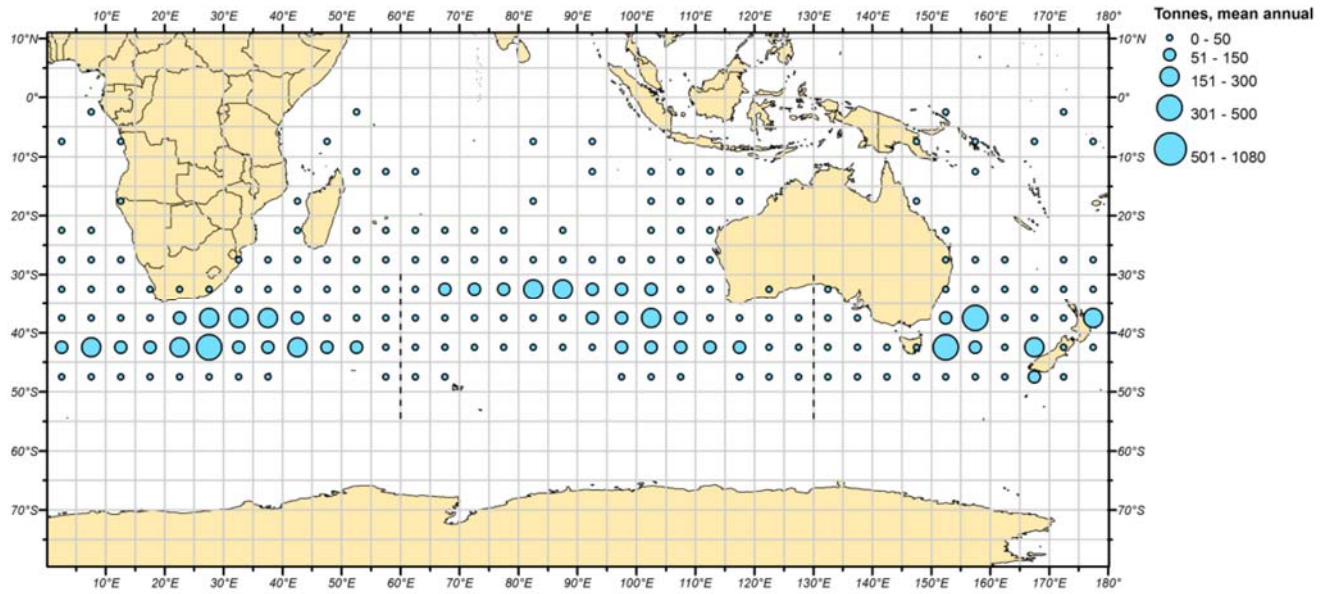 10°E 20°E 30°E 40°E 50°E 60°E 70°E 80°E 90°E 100°E 110°E 120°E 130°E 140°E 150°E 160°E 170°E 180°
Tonnes, mean annual
0 - 50
51 - 150
151 - 300
301 - 500
501 - 1080
10°N 10°N
0° 0°
10°S 10°S
20°S 20°S
30°S 30°S
40°S 40°S
50°S 50°S
60°S 60°S
70°S 70°S
10°E 20°E 30°E 40°E 50°E 60°E 70°E 80°E 90°E 100°E 110°E 120°E 130°E 140°E 150°E 160°E 170°E 180°